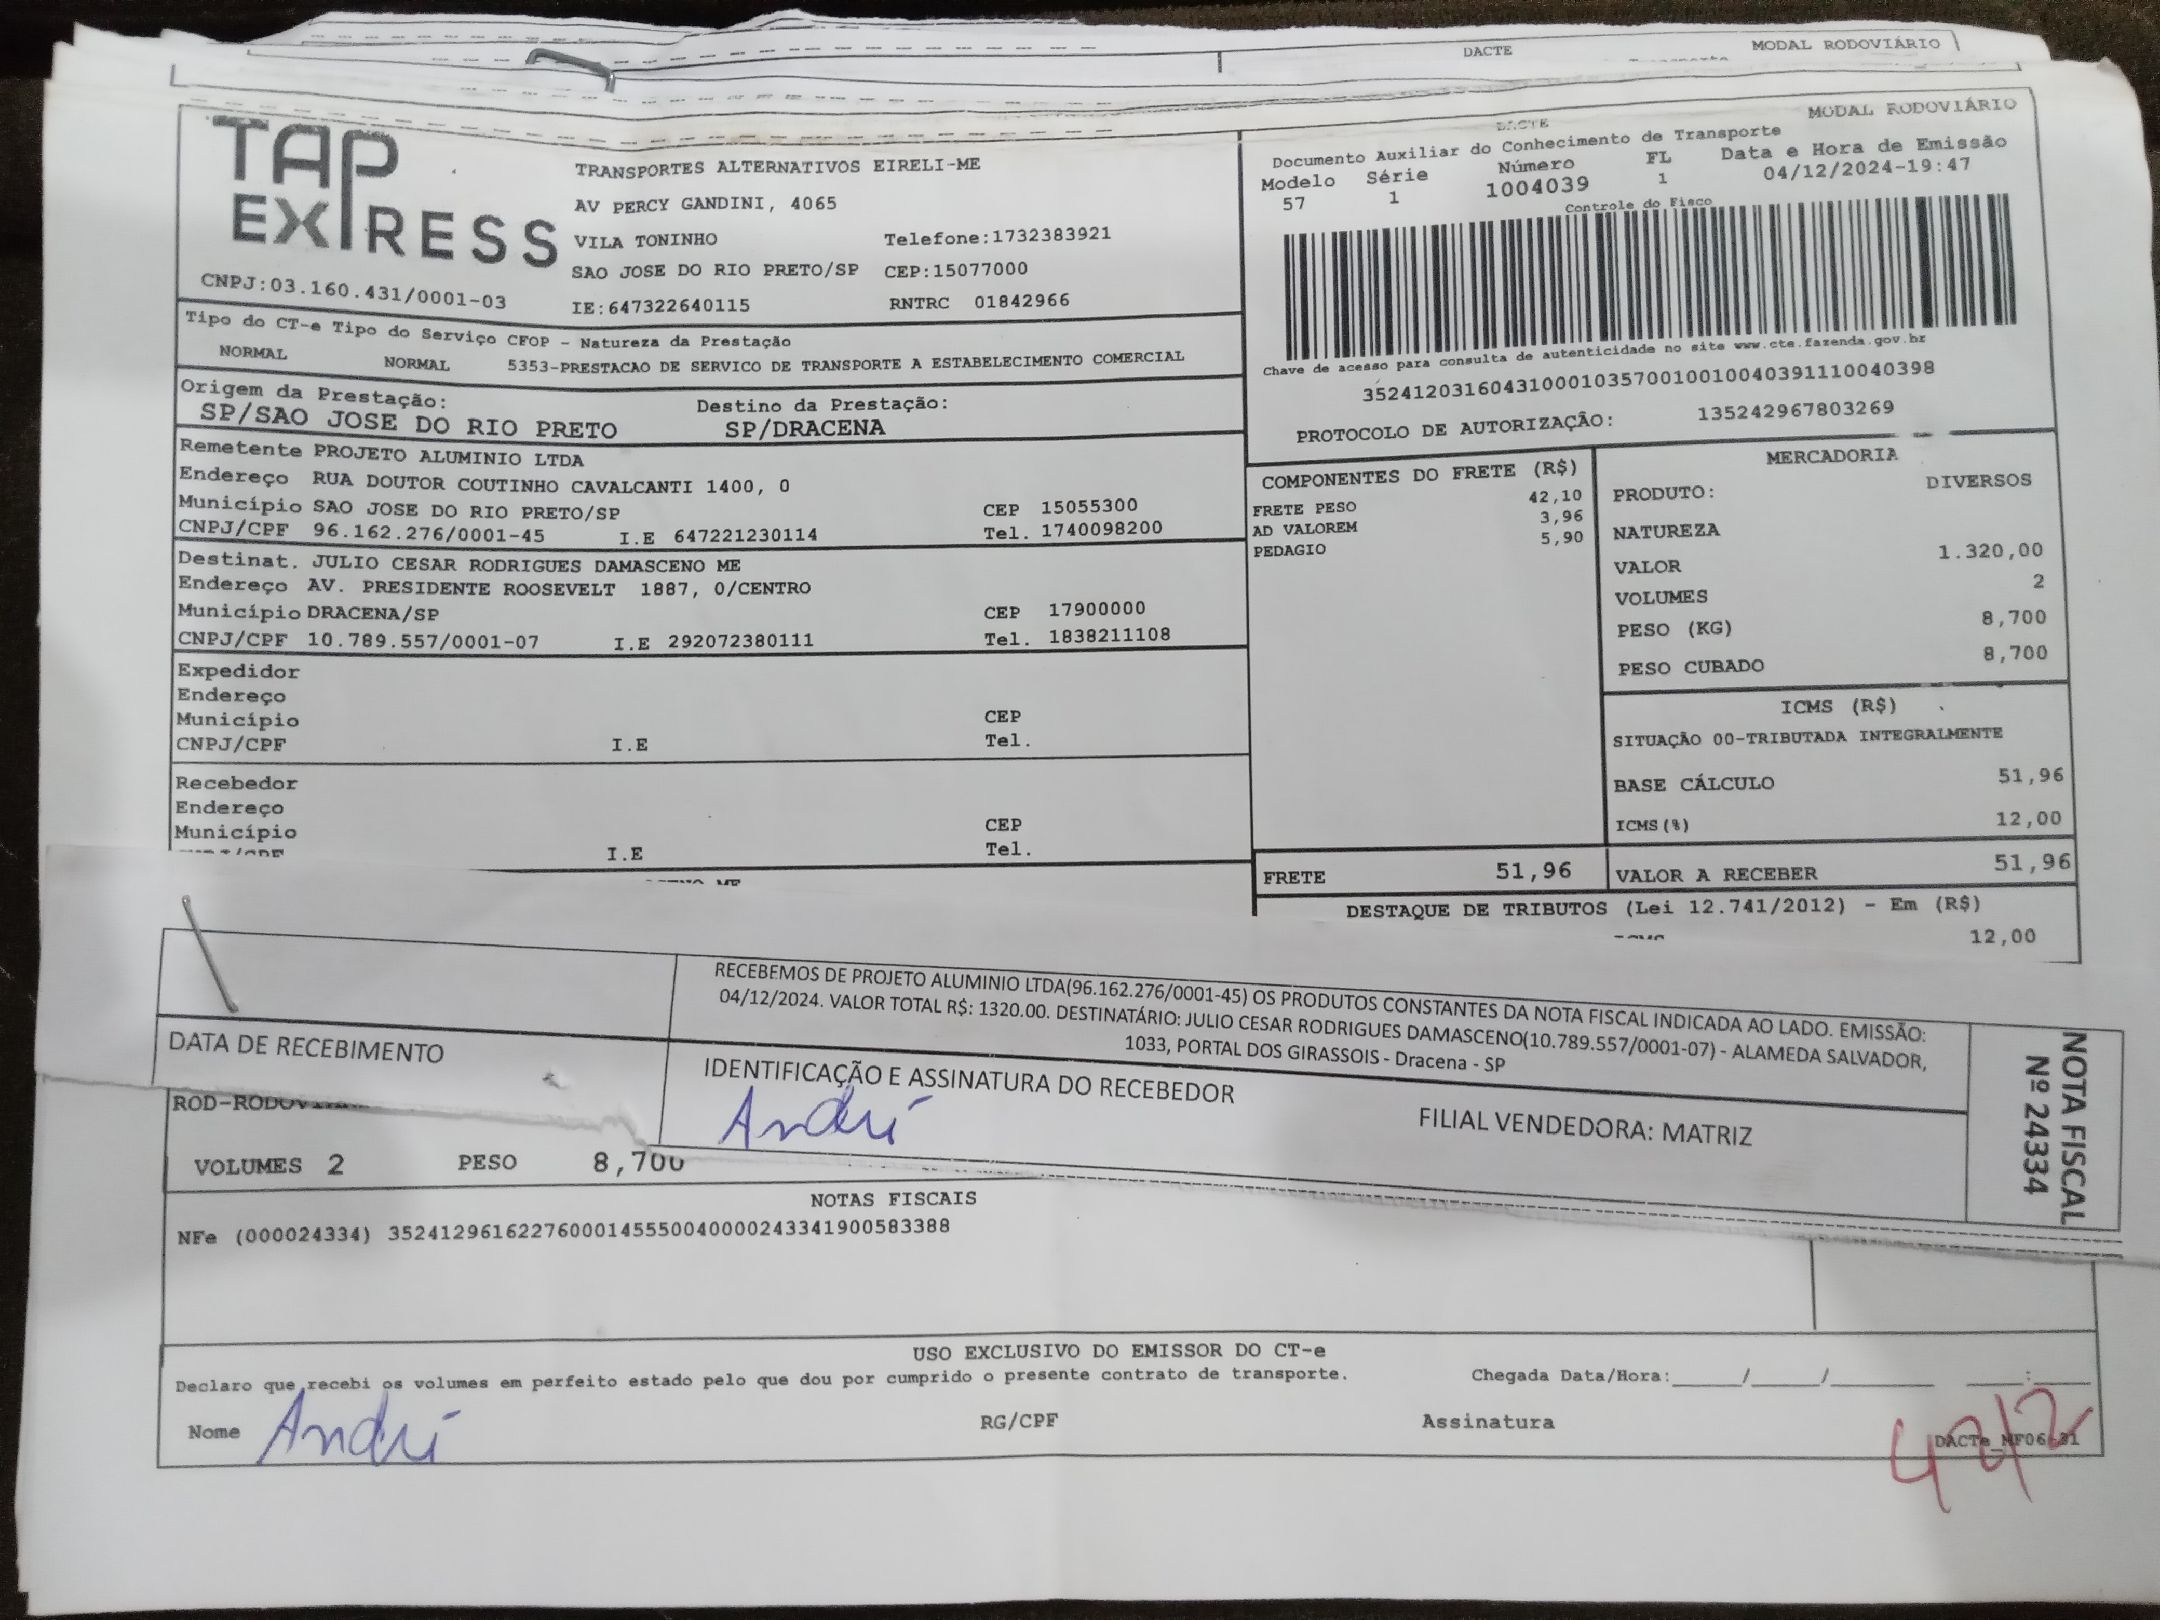 DACTE MODAL RODOVIÁRIO
MODAL RODOVIÁRIO
TAP EXPRESS
CNPJ:03.160.431/0001-03
TRANSPORTES ALTERNATIVOS EIRELI-ME
AV PERCY GANDINI, 4065
VILA TONINHO Telefone:1732383921
SAO JOSE DO RIO PRETO/SP CEP:15077000
IE:647322640115 RNTRC 01842966
DACTE
Documento Auxiliar do Conhecimento de Transporte
Modelo Série Número FL Data e Hora de Emissão
57 1 1004039 1 04/12/2024-19:47
Controle do Fisco
Chave de acesso para consulta de autenticidade no site www.cte.fazenda.gov.br
35241203160431000103570010010040391110040398
PROTOCOLO DE AUTORIZAÇÃO: 135242967803269
Tipo do CT-e Tipo do Serviço CFOP - Natureza da Prestação
NORMAL NORMAL 5353-PRESTACAO DE SERVICO DE TRANSPORTE A ESTABELECIMENTO COMERCIAL
Origem da Prestação: Destino da Prestação:
SP/SAO JOSE DO RIO PRETO SP/DRACENA
Remetente PROJETO ALUMINIO LTDA
Endereço RUA DOUTOR COUTINHO CAVALCANTI 1400, 0
Município SAO JOSE DO RIO PRETO/SP CEP 15055300
CNPJ/CPF 96.162.276/0001-45 I.E 647221230114 Tel. 1740098200
Destinat. JULIO CESAR RODRIGUES DAMASCENO ME
Endereço AV. PRESIDENTE ROOSEVELT 1887, 0/CENTRO
Município DRACENA/SP CEP 17900000
CNPJ/CPF 10.789.557/0001-07 I.E 292072380111 Tel. 1838211108
Expedidor
Endereço
Município CEP
CNPJ/CPF I.E Tel.
Recebedor
Endereço
Município CEP
I.E Tel.
COMPONENTES DO FRETE (R$)
FRETE PESO 42,10
AD VALOREM 3,96
PEDAGIO 5,90
MERCADORIA
PRODUTO: DIVERSOS
NATUREZA
VALOR 1.320,00
VOLUMES 2
PESO (KG) 8,700
PESO CUBADO 8,700
ICMS (R$)
SITUAÇÃO 00-TRIBUTADA INTEGRALMENTE
BASE CÁLCULO 51,96
ICMS(%) 12,00
FRETE 51,96 VALOR A RECEBER 51,96
DESTAQUE DE TRIBUTOS (Lei 12.741/2012) - Em (R$)
12,00
RECEBEMOS DE PROJETO ALUMINIO LTDA(96.162.276/0001-45) OS PRODUTOS CONSTANTES DA NOTA FISCAL INDICADA AO LADO. EMISSÃO:
04/12/2024. VALOR TOTAL R$: 1320.00. DESTINATÁRIO: JULIO CESAR RODRIGUES DAMASCENO(10.789.557/0001-07) - ALAMEDA SALVADOR,
1033, PORTAL DOS GIRASSOIS - Dracena - SP
DATA DE RECEBIMENTO
IDENTIFICAÇÃO E ASSINATURA DO RECEBEDOR
André
FILIAL VENDEDORA: MATRIZ
NOTA FISCAL
Nº 24334
VOLUMES 2 PESO 8,700
NOTAS FISCAIS
NFe (000024334) 35241296162276000145550040000243341900583388
USO EXCLUSIVO DO EMISSOR DO CT-e
Declaro que recebi os volumes em perfeito estado pelo que dou por cumprido o presente contrato de transporte. Chegada Data/Hora:_____/_____/_______ ____:____
Nome André RG/CPF Assinatura